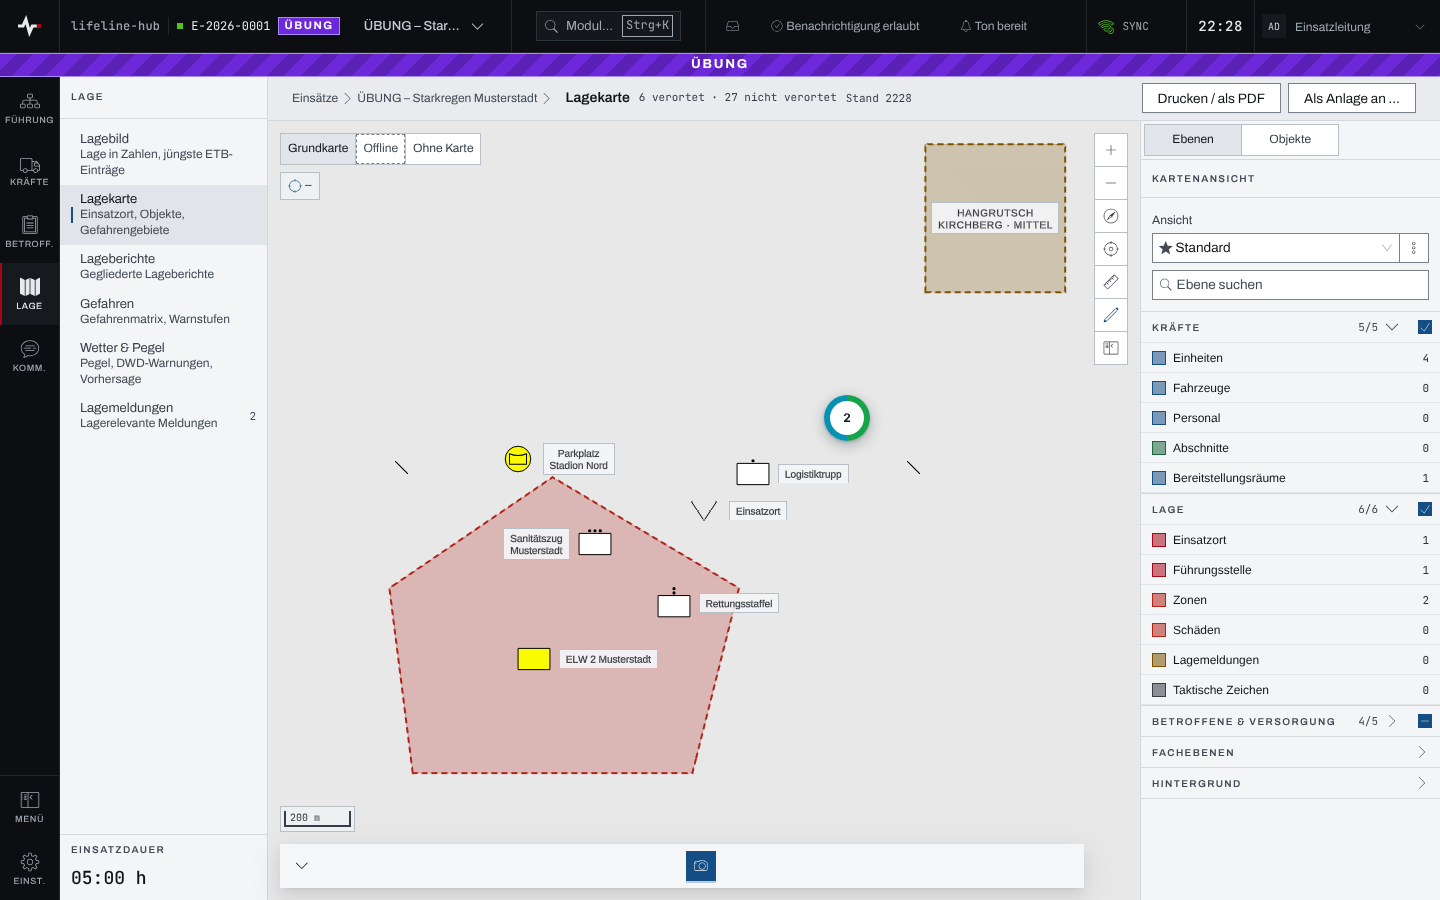 lifeline-hub
E-2026-0001
ÜBUNG
ÜBUNG – Star...
Modul...
Strg+K
Benachrichtigung erlaubt
Ton bereit
SYNC
22:28
AD
Einsatzleitung
ÜBUNG
FÜHRUNG
KRÄFTE
BETROFF.
LAGE
KOMM.
MENÜ
EINST.
LAGE
Lagebild
Lage in Zahlen, jüngste ETB-
Einträge
Lagekarte
Einsatzort, Objekte,
Gefahrengebiete
Lageberichte
Gegliederte Lageberichte
Gefahren
Gefahrenmatrix, Warnstufen
Wetter & Pegel
Pegel, DWD-Warnungen,
Vorhersage
Lagemeldungen
2
Lagerelevante Meldungen
EINSATZDAUER
05:00 h
Einsätze
ÜBUNG – Starkregen Musterstadt
Lagekarte
6 verortet · 27 nicht verortet
Stand 2228
Drucken / als PDF
Als Anlage an ...
Grundkarte
Offline
Ohne Karte
–
HANGRUTSCH
KIRCHBERG · MITTEL
2
Parkplatz
Stadion Nord
Logistiktrupp
Einsatzort
Sanitätszug
Musterstadt
Rettungsstaffel
ELW 2 Musterstadt
200 m
Ebenen
Objekte
KARTENANSICHT
Ansicht
Standard
Ebene suchen
KRÄFTE 5/5
Einheiten 4
Fahrzeuge 0
Personal 0
Abschnitte 0
Bereitstellungsräume 1
LAGE 6/6
Einsatzort 1
Führungsstelle 1
Zonen 2
Schäden 0
Lagemeldungen 0
Taktische Zeichen 0
BETROFFENE & VERSORGUNG 4/5
FACHEBENEN
HINTERGRUND